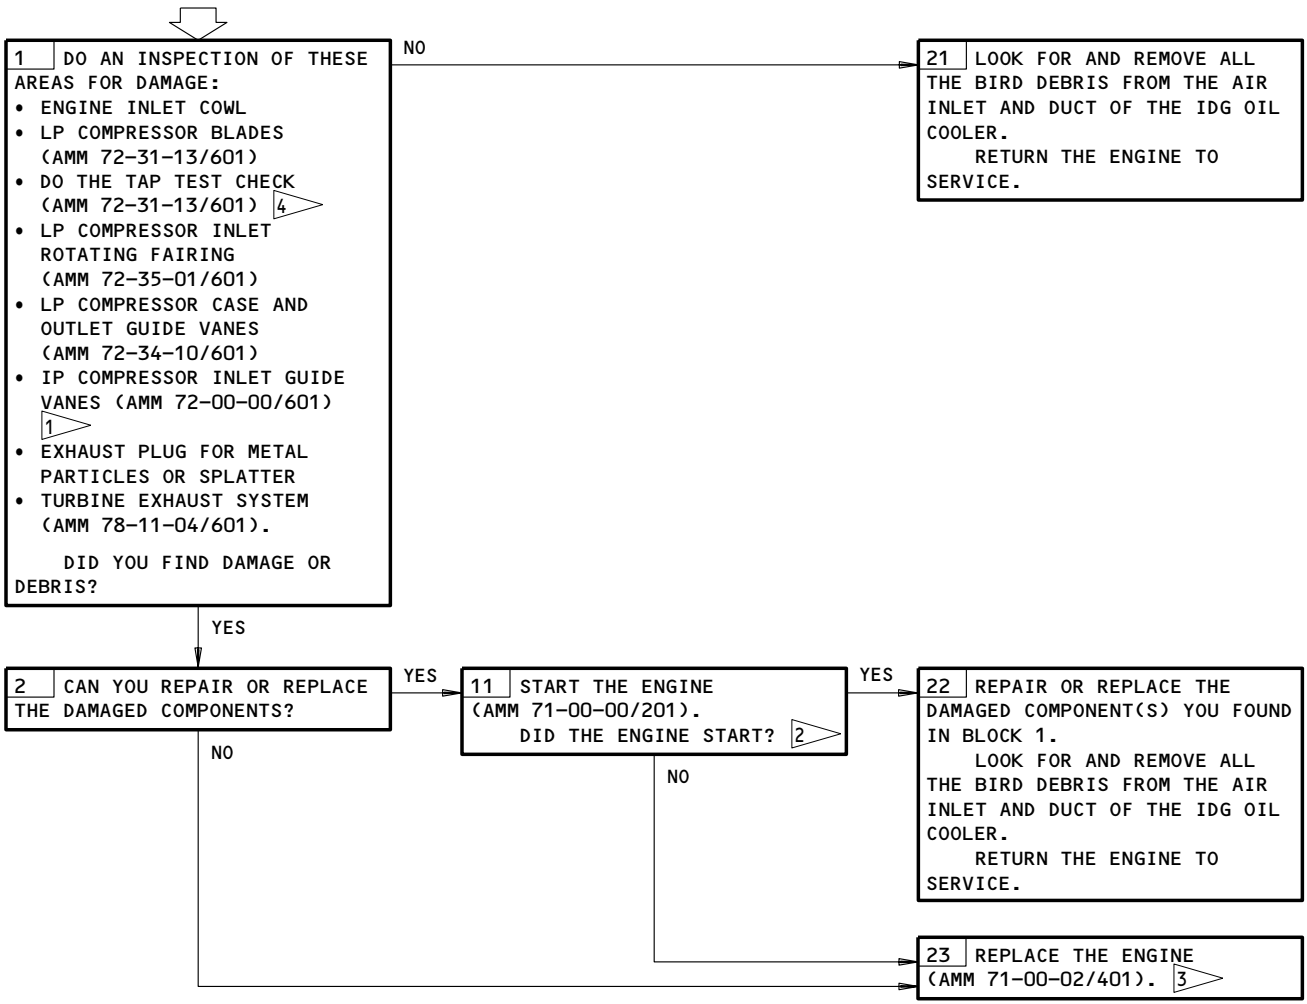 1 DO AN INSPECTION OF THESE
AREAS FOR DAMAGE:
• ENGINE INLET COWL
• LP COMPRESSOR BLADES
(AMM 72-31-13/601)
• DO THE TAP TEST CHECK
(AMM 72-31-13/601) 4
• LP COMPRESSOR INLET
ROTATING FAIRING
(AMM 72-35-01/601)
• LP COMPRESSOR CASE AND
OUTLET GUIDE VANES
(AMM 72-34-10/601)
• IP COMPRESSOR INLET GUIDE
VANES (AMM 72-00-00/601)
1
• EXHAUST PLUG FOR METAL
PARTICLES OR SPLATTER
• TURBINE EXHAUST SYSTEM
(AMM 78-11-04/601).
DID YOU FIND DAMAGE OR
DEBRIS?
NO
21 LOOK FOR AND REMOVE ALL
THE BIRD DEBRIS FROM THE AIR
INLET AND DUCT OF THE IDG OIL
COOLER.
RETURN THE ENGINE TO
SERVICE.
YES
2 CAN YOU REPAIR OR REPLACE
THE DAMAGED COMPONENTS?
YES
11 START THE ENGINE
(AMM 71-00-00/201).
DID THE ENGINE START? 2
YES
22 REPAIR OR REPLACE THE
DAMAGED COMPONENT(S) YOU FOUND
IN BLOCK 1.
LOOK FOR AND REMOVE ALL
THE BIRD DEBRIS FROM THE AIR
INLET AND DUCT OF THE IDG OIL
COOLER.
RETURN THE ENGINE TO
SERVICE.
NO
NO
23 REPLACE THE ENGINE
(AMM 71-00-02/401). 3